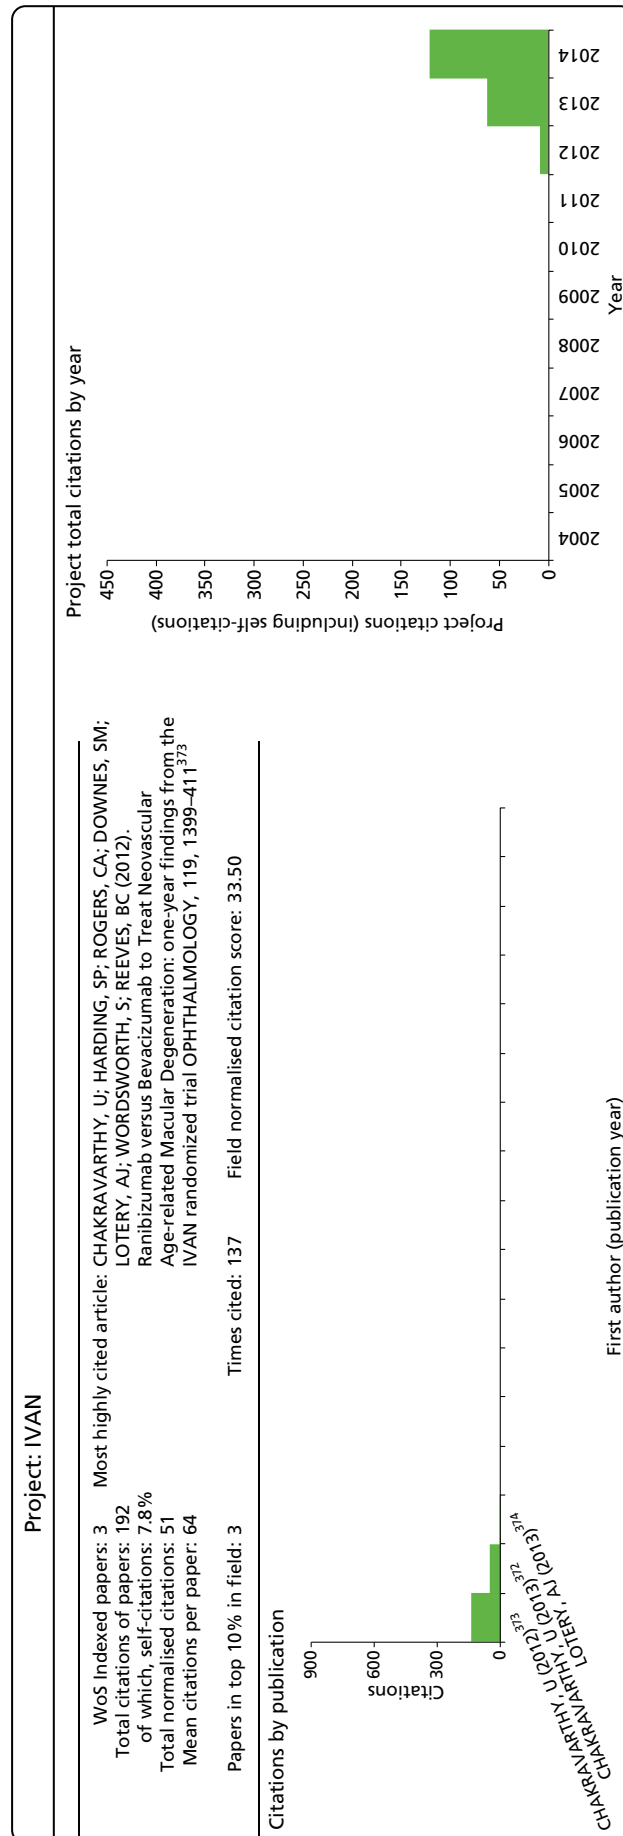 Project: IVAN
WoS Indexed papers: 3
Total citations of papers: 192
of which, self-citations: 7.8%
Total normalised citations: 51
Mean citations per paper: 64
Papers in top 10% in field: 3
Most highly cited article: CHAKRAVARTHY, U; HARDING, SP; ROGERS, CA; DOWNES, SM;
LOTERY, AJ; WORDSWORTH, S; REEVES, BC (2012).
Ranibizumab versus Bevacizumab to Treat Neovascular
Age-related Macular Degeneration: one-year findings from the
IVAN randomized trial OPHTHALMOLOGY, 119, 1399–411373
Times cited: 137
Field normalised citation score: 33.50
Citations by publication
900
600
300
0
Citations
CHAKRAVARTHY, U (2012)373
CHAKRAVARTHY, U (2013)372
LOTERY, AJ (2013)374
First author (publication year)
Project total citations by year
450
400
350
300
250
200
150
100
50
0
Project citations (including self-citations)
2004
2005
2006
2007
2008
2009
2010
2011
2012
2013
2014
Year